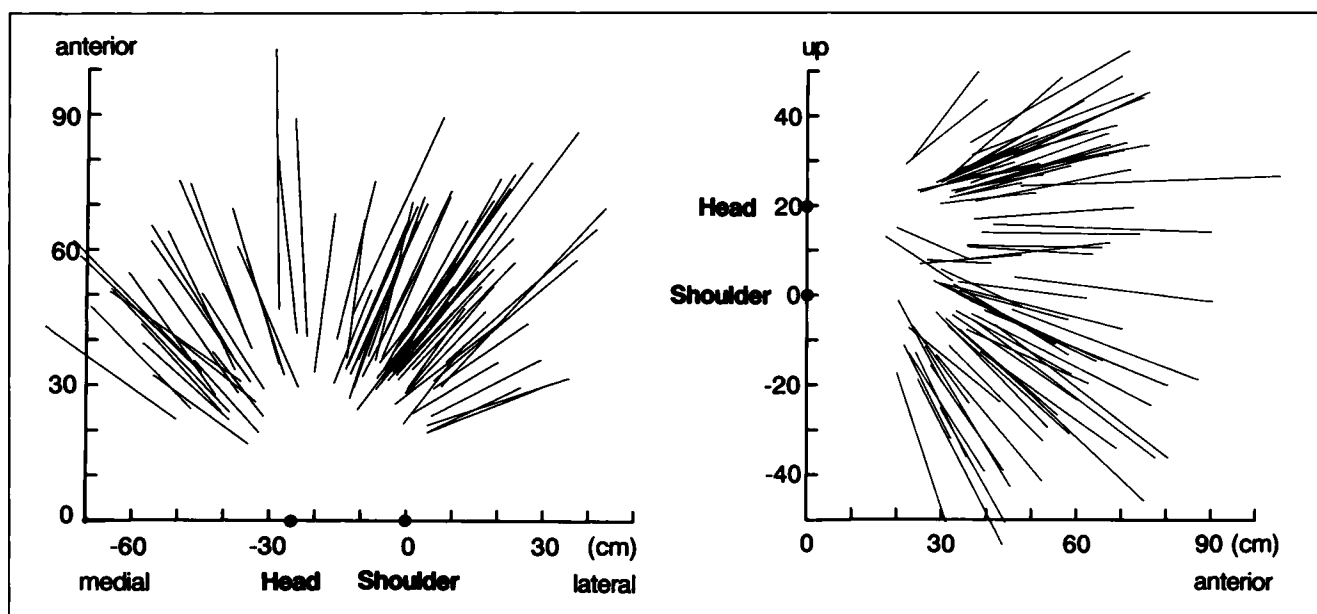 anterior
90
60
30
0
-60 -30 0 30 (cm)
medial Head Shoulder lateral
up
40
Head 20
Shoulder 0
-20
-40
0 30 60 90 (cm)
anterior